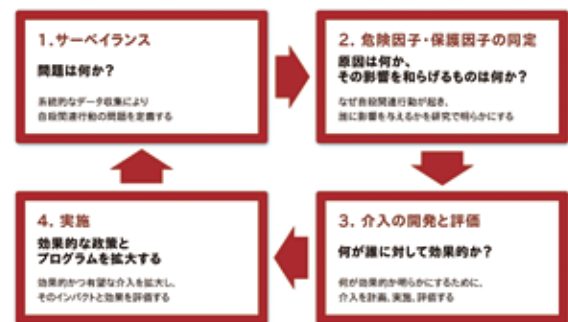 1.サーベイランス
問題は何か?
系統的なデータ収集により
自殺関連行動の問題を定義する
2. 危険因子・保護因子の同定
原因は何か、
その影響を和らげるものは何か?
なぜ自殺関連行動が起き、
誰に影響を与えるかを研究で明らかにする
4. 実施
効果的な政策と
プログラムを拡大する
効果的かつ有望な介入を拡大し、
そのインパクトと効果を評価する
3. 介入の開発と評価
何が誰に対して効果的か?
何が効果的か明らかにするために、
介入を計画、実施、評価する